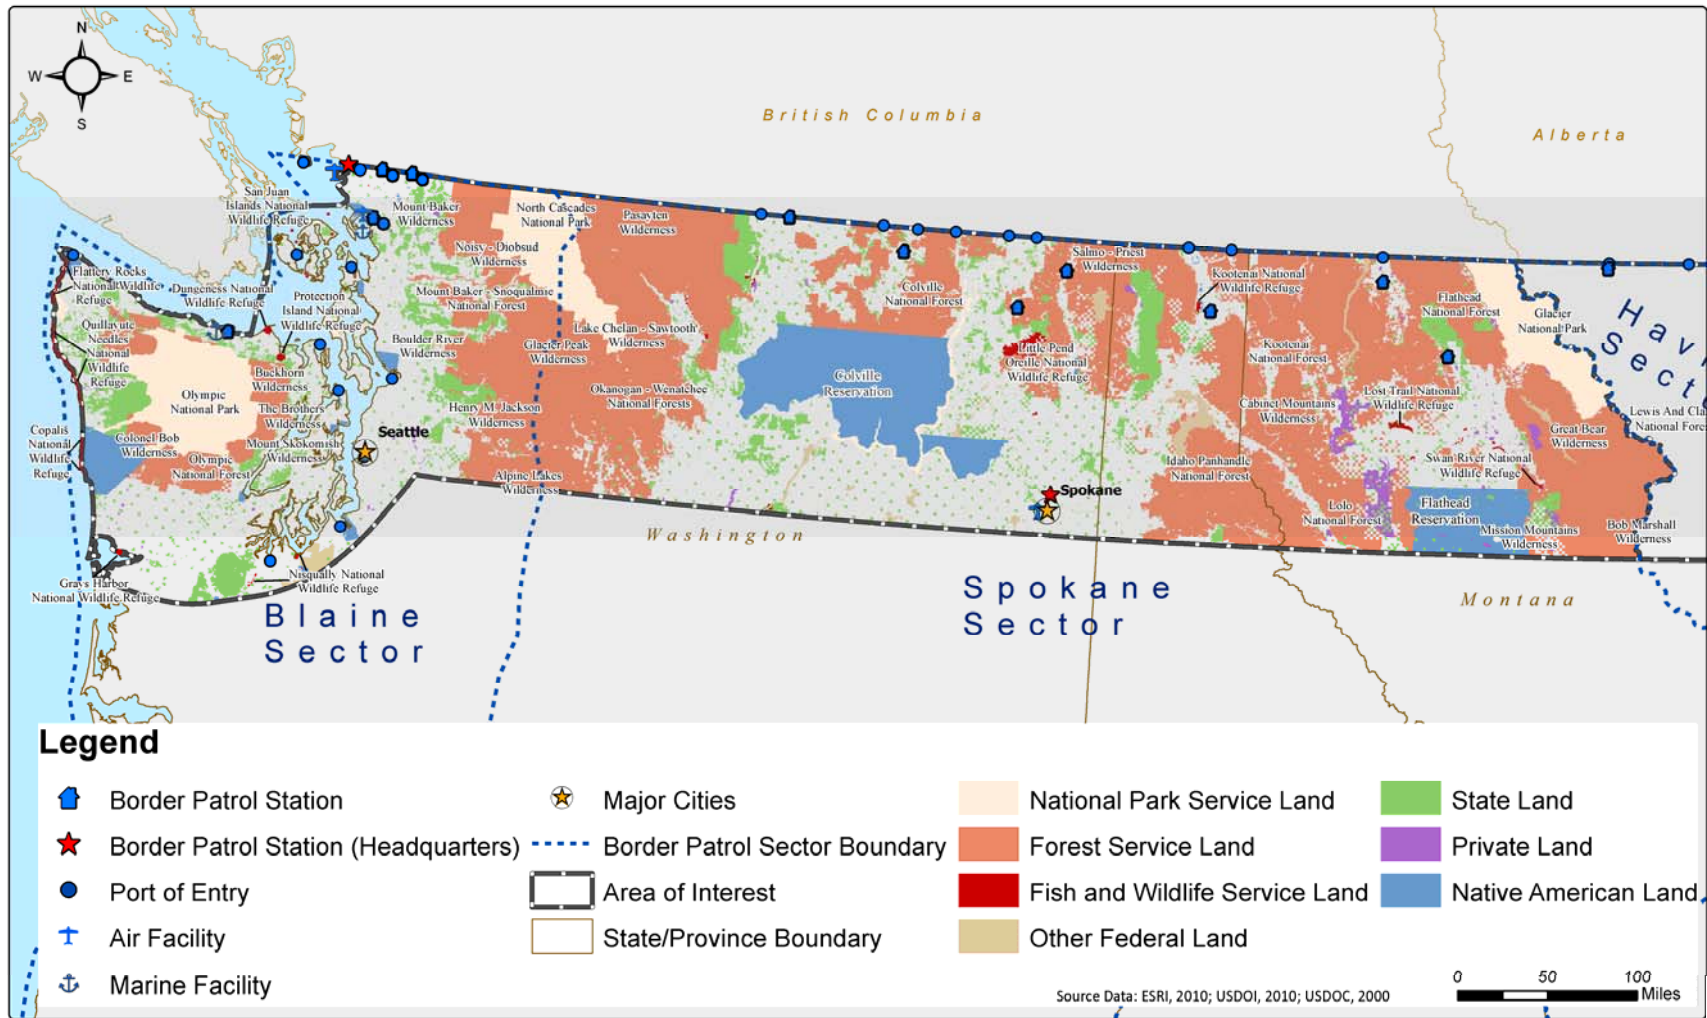 N
W
E
S
British Columbia
Alberta
San Juan
Islands National
Wildlife Refuge
Mount Baker
Wilderness
North Cascades
National Park
Pasayten
Wilderness
Noisy - Diobsud
Wilderness
Salmo - Priest
Wilderness
Kootenai National
Wildlife Refuge
Flattery Rocks
National Wildlife
Refuge
Dungeness National
Wildlife Refuge
Protection
Island National
Wildlife Refuge
Mount Baker - Snoqualmie
National Forest
Colville
National Forest
Flathead
National Forest
Glacier
National Park
Quillayute
Needles
National
Wildlife
Refuge
Boulder River
Wilderness
Lake Chelan - Sawtooth
Wilderness
Glacier Peak
Wilderness
Little Pend
Oreille National
Wildlife Refuge
Kootenai
National Forest
Buckhorn
Wilderness
Colville
Reservation
Okanogan - Wenatchee
National Forests
Olympic
National Park
The Brothers
Wilderness
Henry M. Jackson
Wilderness
Cabinet Mountains
Wilderness
Lost Trail National
Wildlife Refuge
Lewis And Cla
National Fores
Copalis
National
Wildlife
Refuge
Colonel Bob
Wilderness
Mount Skokomish
Wilderness
Seattle
Great Bear
Wilderness
Olympic
National Forest
Alpine Lakes
Wilderness
Idaho Panhandle
National Forest
Swan River National
Wildlife Refuge
Spokane
Lolo
National Forest
Flathead
Reservation
Mission Mountains
Wilderness
Bob Marshall
Wilderness
Grays Harbor
National Wildlife Refuge
Nisqually National
Wildlife Refuge
Washington
Montana
Blaine
Sector
Spokane
Sector
Hav
Sect
Legend
Border Patrol Station
Border Patrol Station (Headquarters)
Port of Entry
Air Facility
Marine Facility
Major Cities
Border Patrol Sector Boundary
Area of Interest
State/Province Boundary
National Park Service Land
Forest Service Land
Fish and Wildlife Service Land
Other Federal Land
State Land
Private Land
Native American Land
Source Data: ESRI, 2010; USDOI, 2010; USDOC, 2000
0 50 100
Miles